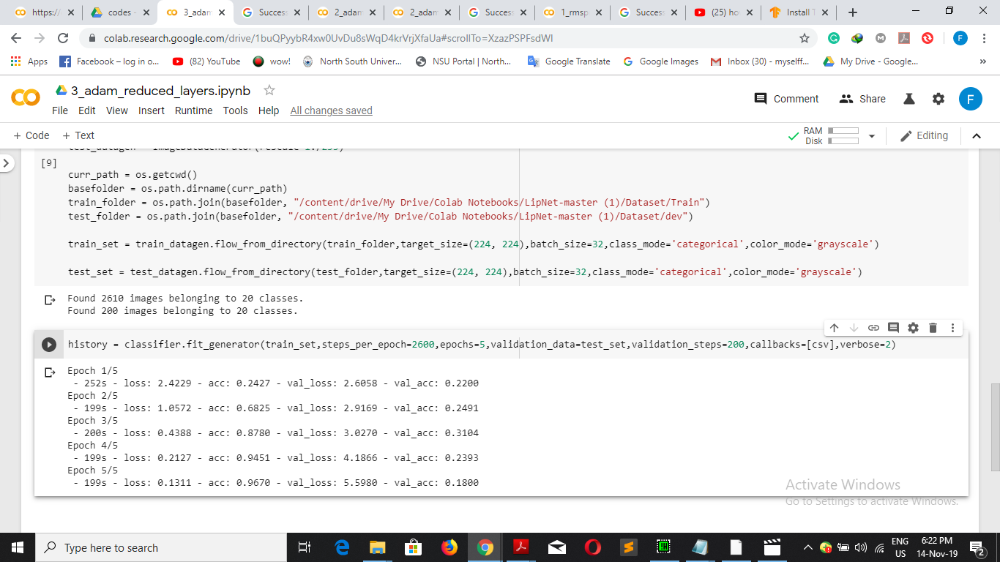 https:// codes - 3_adam Success 2_adam 2_adam Success 1_rmsp Success (25) ho Install T
colab.research.google.com/drive/1buQPyybR4xw0UvDu8sWqD4krVrjXfaUa#scrollTo=XzazPSPFsdWI
Apps Facebook – log in o... (82) YouTube wow! North South Univer... NSU Portal | North... Google Translate Google Images Inbox (30) - myselff... My Drive - Google... »
3_adam_reduced_layers.ipynb
Comment Share F
File Edit View Insert Runtime Tools Help All changes saved
+ Code + Text RAM Disk Editing
[9]
curr_path = os.getcwd()
basefolder = os.path.dirname(curr_path)
train_folder = os.path.join(basefolder, "/content/drive/My Drive/Colab Notebooks/LipNet-master (1)/Dataset/Train")
test_folder = os.path.join(basefolder, "/content/drive/My Drive/Colab Notebooks/LipNet-master (1)/Dataset/dev")
train_set = train_datagen.flow_from_directory(train_folder,target_size=(224, 224),batch_size=32,class_mode='categorical',color_mode='grayscale')
test_set = test_datagen.flow_from_directory(test_folder,target_size=(224, 224),batch_size=32,class_mode='categorical',color_mode='grayscale')
Found 2610 images belonging to 20 classes.
Found 200 images belonging to 20 classes.
history = classifier.fit_generator(train_set,steps_per_epoch=2600,epochs=5,validation_data=test_set,validation_steps=200,callbacks=[csv],verbose=2)
Epoch 1/5
- 252s - loss: 2.4229 - acc: 0.2427 - val_loss: 2.6058 - val_acc: 0.2200
Epoch 2/5
- 199s - loss: 1.0572 - acc: 0.6825 - val_loss: 2.9169 - val_acc: 0.2491
Epoch 3/5
- 200s - loss: 0.4388 - acc: 0.8780 - val_loss: 3.0270 - val_acc: 0.3104
Epoch 4/5
- 199s - loss: 0.2127 - acc: 0.9451 - val_loss: 4.1866 - val_acc: 0.2393
Epoch 5/5
- 199s - loss: 0.1311 - acc: 0.9670 - val_loss: 5.5980 - val_acc: 0.1800
Activate Windows
Go to Settings to activate Windows.
Type here to search
ENG 6:22 PM
US 14-Nov-19 2